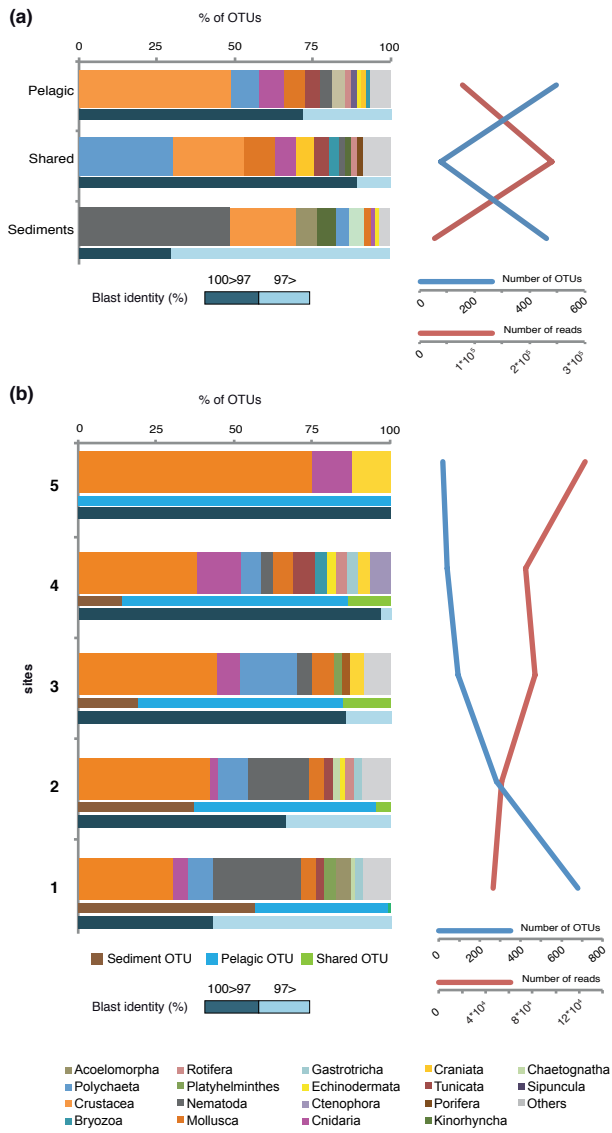 (a)
% of OTUs
0 25 50 75 100
Pelagic
Shared
Sediments
100>97 97>
Blast identity (%)
Number of OTUs
0 200 400 600
Number of reads
0 1*10⁵ 2*10⁵ 3*10⁵
(b)
% of OTUs
0 25 50 75 100
5
4
3
2
1
sites
Sediment OTU Pelagic OTU Shared OTU
100>97 97>
Blast identity (%)
Number of OTUs
0 200 400 600 800
Number of reads
0 4*10⁴ 8*10⁴ 12*10⁴
Acoelomorpha Rotifera Gastrotricha Craniata Chaetognatha
Polychaeta Platyhelminthes Echinodermata Tunicata Sipuncula
Crustacea Nematoda Ctenophora Porifera Others
Bryozoa Mollusca Cnidaria Kinorhyncha